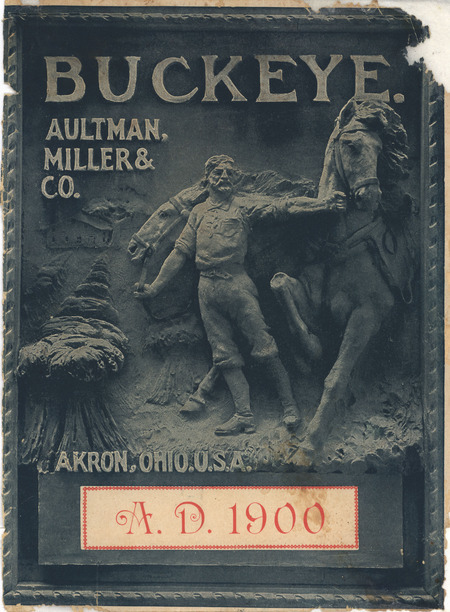 BUCKEYE.
AULTMAN,
MILLER &
CO.
AKRON, OHIO. U.S.A.
A. D. 1900